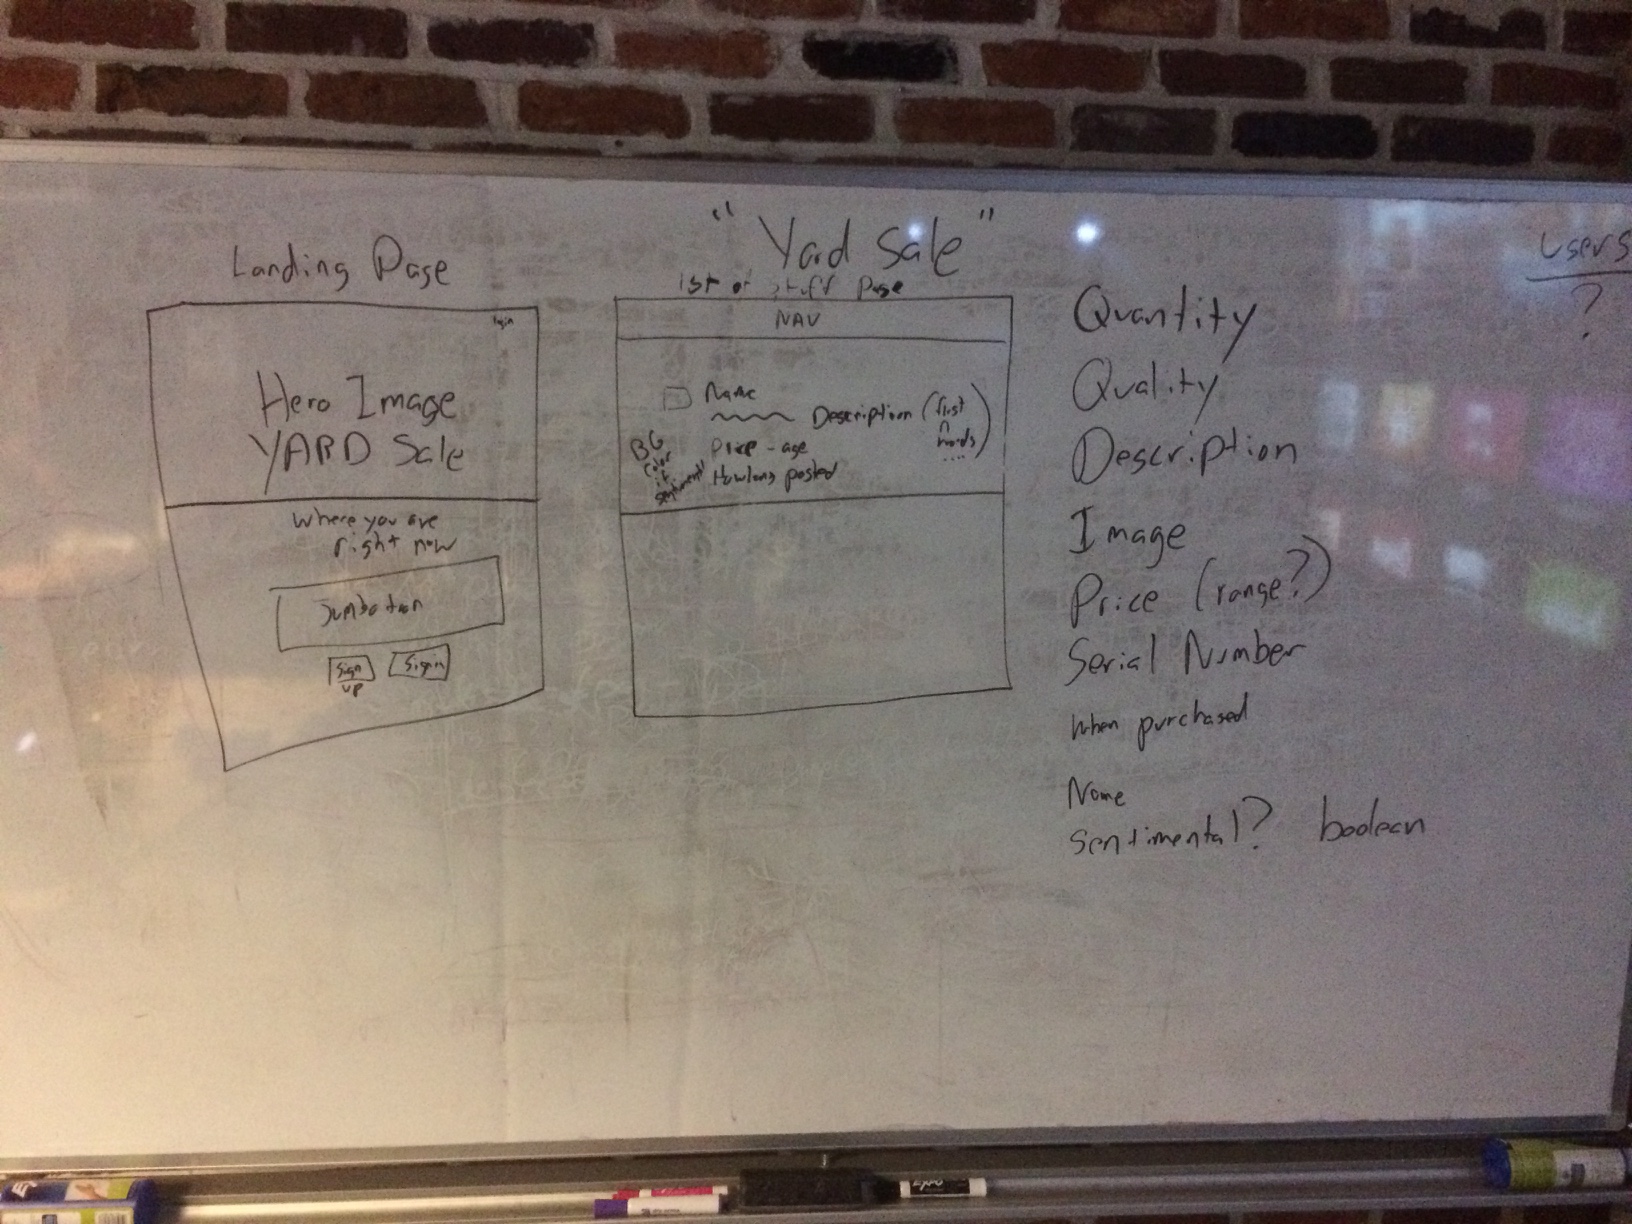 "Yard Sale"
Landing Page
login
Hero Image
YARD Sale
Where you are
right now
Jumbotron
Sign
up
Sign in
list of stuff Page
NAV
Name
Description (first
n
words
....)
Price - age
How long posted
BG
color
if
sentimental
Quantity
Quality
Description
Image
Price (range?)
Serial Number
When purchased
Name
Sentimental? boolean
Users
?
EXPO